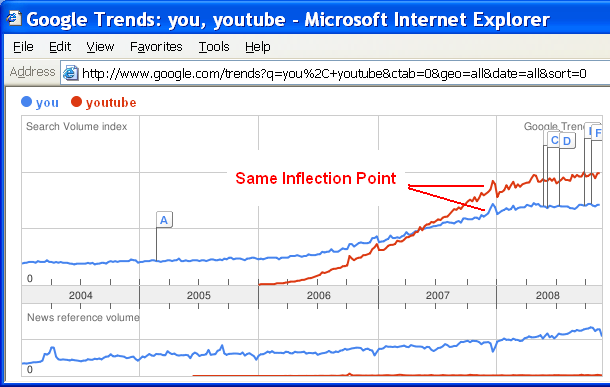 Google Trends: you, youtube - Microsoft Internet Explorer
File Edit View Favorites Tools Help
Address http://www.google.com/trends?q=you%2C+youtube&ctab=0&geo=all&date=all&sort=0
you youtube
Search Volume index Google Trend
C D F
Same Inflection Point
A
0
2004 2005 2006 2007 2008
News reference volume
0